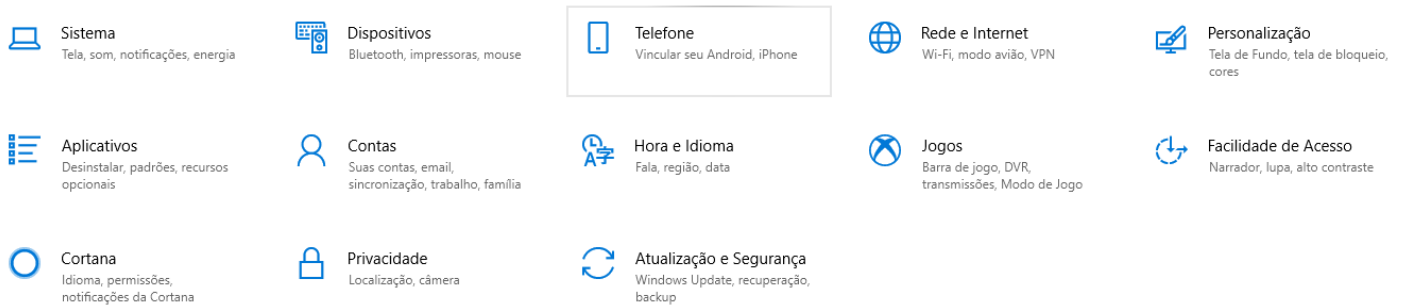 Sistema
Tela, som, notificações, energia
Dispositivos
Bluetooth, impressoras, mouse
Telefone
Vincular seu Android, iPhone
Rede e Internet
Wi-Fi, modo avião, VPN
Personalização
Tela de Fundo, tela de bloqueio,
cores
Aplicativos
Desinstalar, padrões, recursos
opcionais
Contas
Suas contas, email,
sincronização, trabalho, família
A字
Hora e Idioma
Fala, região, data
Jogos
Barra de jogo, DVR,
transmissões, Modo de Jogo
Facilidade de Acesso
Narrador, lupa, alto contraste
Cortana
Idioma, permissões,
notificações da Cortana
Privacidade
Localização, câmera
Atualização e Segurança
Windows Update, recuperação,
backup